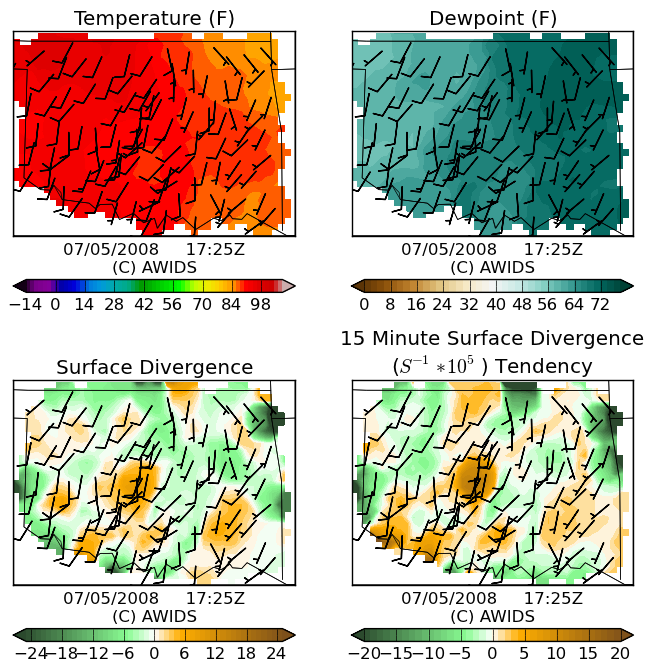 Temperature (F)
Dewpoint (F)
07/05/2008 17:25Z
(C) AWIDS
07/05/2008 17:25Z
(C) AWIDS
−14 0 14 28 42 56 70 84 98
0 8 16 24 32 40 48 56 64 72
Surface Divergence
15 Minute Surface Divergence
(S⁻¹ *10⁵ ) Tendency
07/05/2008 17:25Z
(C) AWIDS
07/05/2008 17:25Z
(C) AWIDS
−24 −18 −12 −6 0 6 12 18 24
−20 −15 −10 −5 0 5 10 15 20